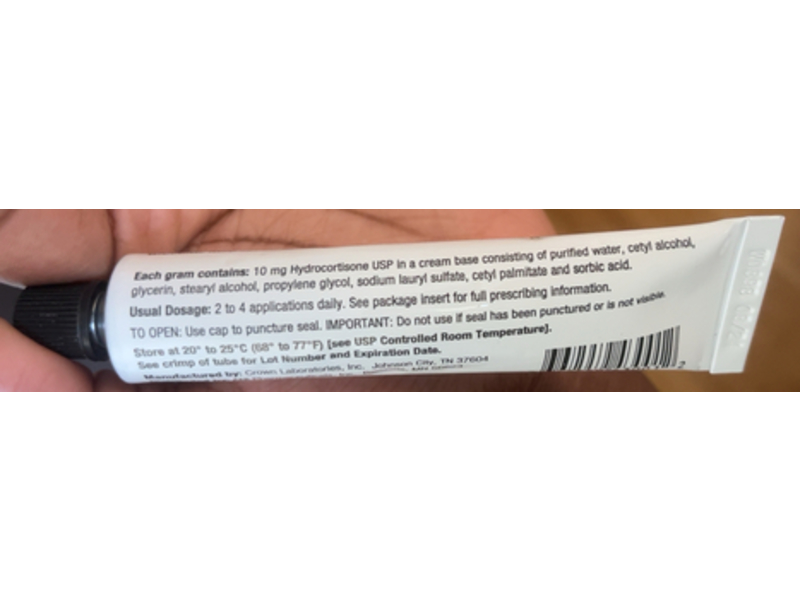 Each gram contains: 10 mg Hydrocortisone USP in a cream base consisting of purified water, cetyl alcohol,
glycerin, stearyl alcohol, propylene glycol, sodium lauryl sulfate, cetyl palmitate and sorbic acid.
Usual Dosage: 2 to 4 applications daily. See package insert for full prescribing information.
TO OPEN: Use cap to puncture seal. IMPORTANT: Do not use if seal has been punctured or is not visible.
Store at 20° to 25°C (68° to 77°F) [see USP Controlled Room Temperature].
See crimp of tube for Lot Number and Expiration Date.
Manufactured by: Crown Laboratories, Inc. Johnson City, TN 37604